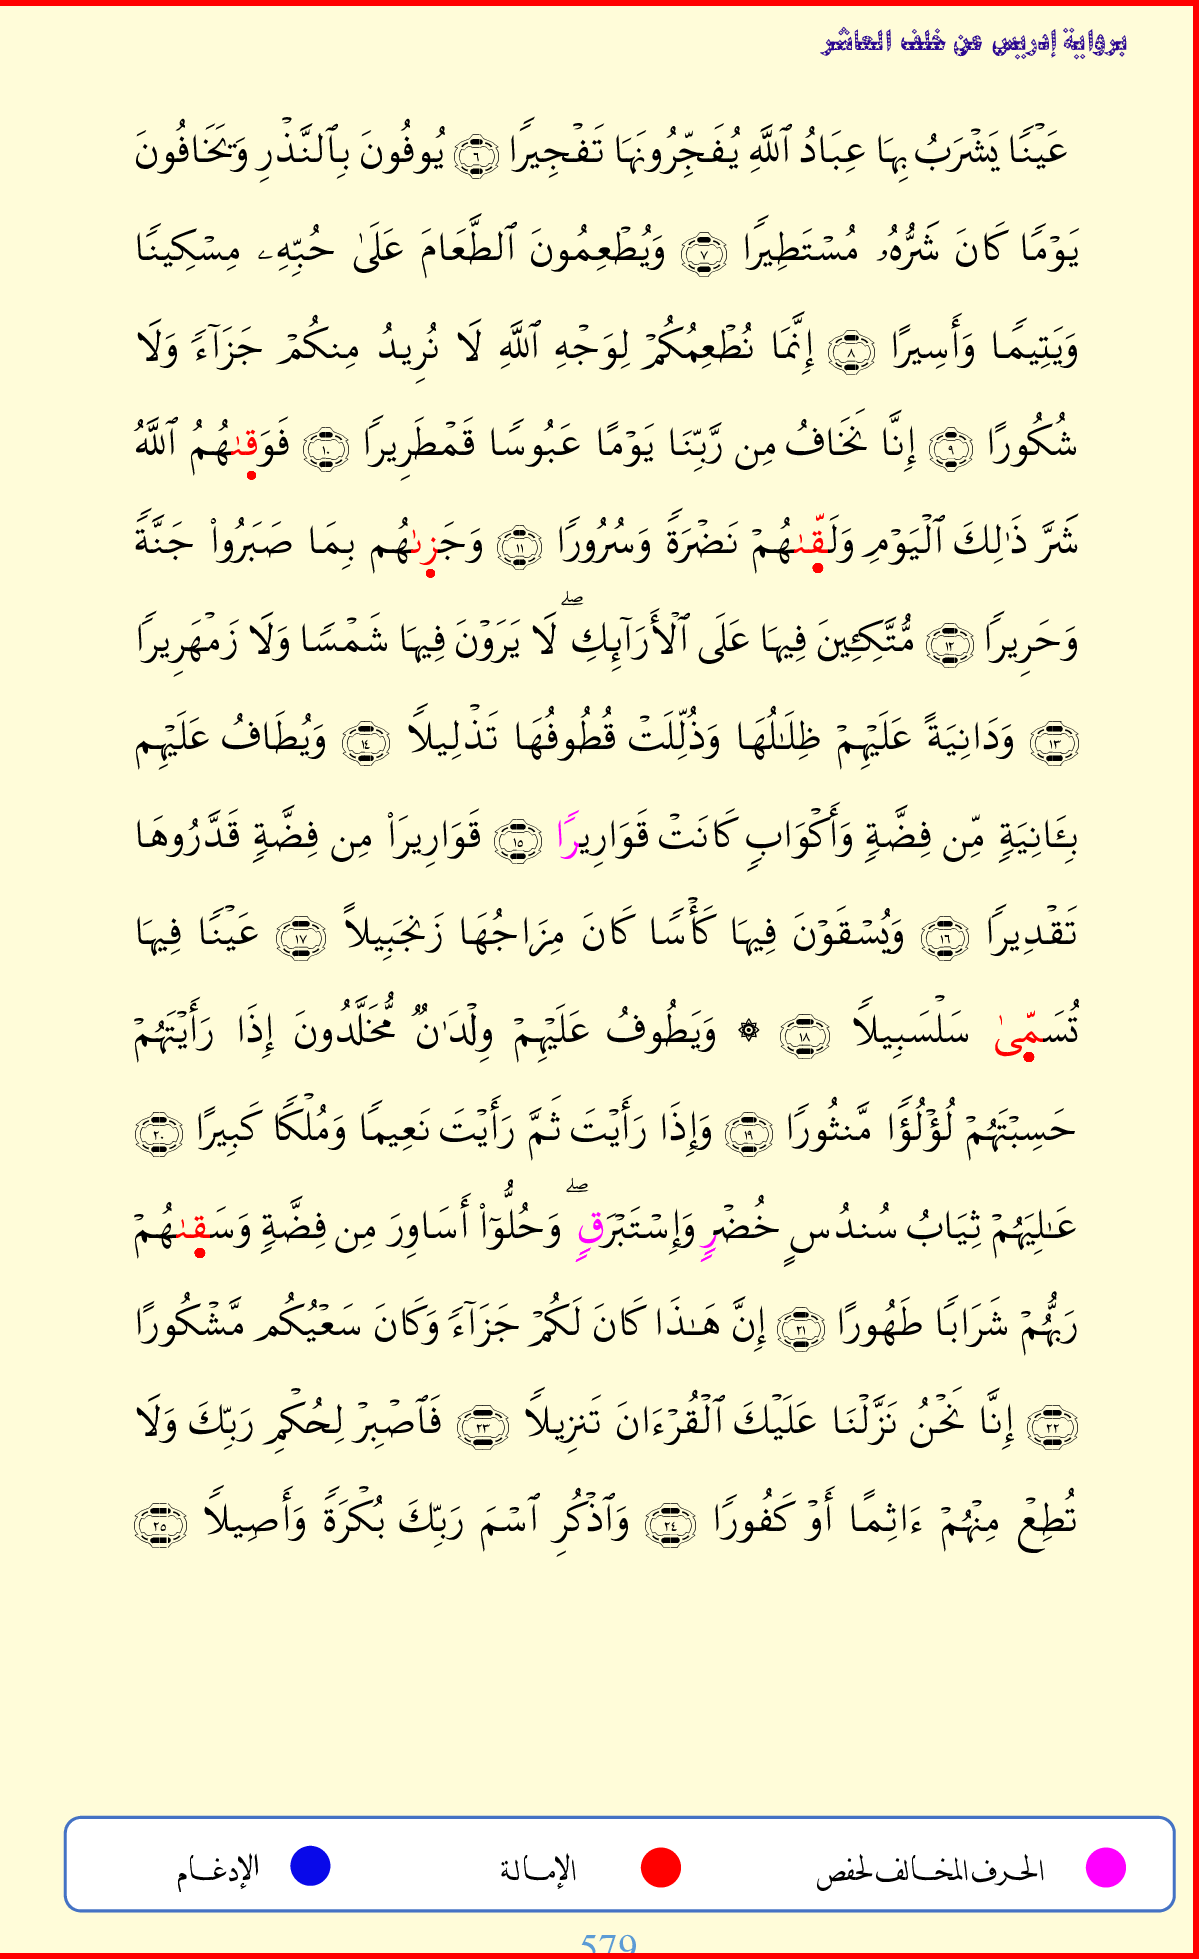 برواية إدريس عن خلف العاشر
عَيۡنٗا يَشۡرَبُ بِهَا عِبَادُ ٱللَّهِ يُفَجِّرُونَهَا تَفۡجِيرٗا ٦ يُوفُونَ بِٱلنَّذۡرِ وَيَخَافُونَ
يَوۡمٗا كَانَ شَرُّهُۥ مُسۡتَطِيرٗا ٧ وَيُطۡعِمُونَ ٱلطَّعَامَ عَلَىٰ حُبِّهِۦ مِسۡكِينٗا
وَيَتِيمٗا وَأَسِيرًا ٨ إِنَّمَا نُطۡعِمُكُمۡ لِوَجۡهِ ٱللَّهِ لَا نُرِيدُ مِنكُمۡ جَزَآءٗ وَلَا
شُكُورًا ٩ إِنَّا نَخَافُ مِن رَّبِّنَا يَوۡمًا عَبُوسٗا قَمۡطَرِيرٗا ١٠ فَوَقىٰهُمُ ٱللَّهُ
شَرَّ ذَٰلِكَ ٱلۡيَوۡمِ وَلَقّىٰهُمۡ نَضۡرَةٗ وَسُرُورٗا ١١ وَجَزىٰهُم بِمَا صَبَرُواْ جَنَّةٗ
وَحَرِيرٗا ١٢ مُّتَّكِـِٔينَ فِيهَا عَلَى ٱلۡأَرَآئِكِۖ لَا يَرَوۡنَ فِيهَا شَمۡسٗا وَلَا زَمۡهَرِيرٗا
١٣ وَدَانِيَةً عَلَيۡهِمۡ ظِلَٰلُهَا وَذُلِّلَتۡ قُطُوفُهَا تَذۡلِيلٗا ١٤ وَيُطَافُ عَلَيۡهِم
بِـَٔانِيَةٖ مِّن فِضَّةٖ وَأَكۡوَابٖ كَانَتۡ قَوَارِيرٗا ١٥ قَوَارِيرَاْ مِن فِضَّةٖ قَدَّرُوهَا
تَقۡدِيرٗا ١٦ وَيُسۡقَوۡنَ فِيهَا كَأۡسٗا كَانَ مِزَاجُهَا زَنجَبِيلًا ١٧ عَيۡنٗا فِيهَا
تُسَمّىٰ سَلۡسَبِيلٗا ١٨ ۞ وَيَطُوفُ عَلَيۡهِمۡ وِلۡدَٰنٞ مُّخَلَّدُونَ إِذَا رَأَيۡتَهُمۡ
حَسِبۡتَهُمۡ لُؤۡلُؤٗا مَّنثُورٗا ١٩ وَإِذَا رَأَيۡتَ ثَمَّ رَأَيۡتَ نَعِيمٗا وَمُلۡكٗا كَبِيرًا ٢٠
عَٰلِيَهُمۡ ثِيَابُ سُندُسٍ خُضۡرٖ وَإِسۡتَبۡرَقٖۖ وَحُلُّوٓاْ أَسَاوِرَ مِن فِضَّةٖ وَسَقىٰهُمۡ
رَبُّهُمۡ شَرَابٗا طَهُورًا ٢١ إِنَّ هَٰذَا كَانَ لَكُمۡ جَزَآءٗ وَكَانَ سَعۡيُكُم مَّشۡكُورًا
٢٢ إِنَّا نَحۡنُ نَزَّلۡنَا عَلَيۡكَ ٱلۡقُرۡءَانَ تَنزِيلٗا ٢٣ فَٱصۡبِرۡ لِحُكۡمِ رَبِّكَ وَلَا
تُطِعۡ مِنۡهُمۡ ءَاثِمًا أَوۡ كَفُورٗا ٢٤ وَٱذۡكُرِ ٱسۡمَ رَبِّكَ بُكۡرَةٗ وَأَصِيلٗا ٢٥
الحرف المخالف لحفص الإمالة الإدغام
579